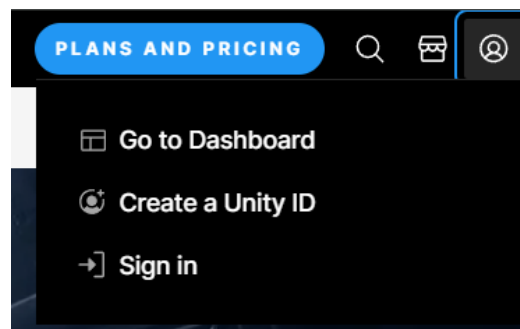 PLANS AND PRICING
Go to Dashboard
Create a Unity ID
Sign in